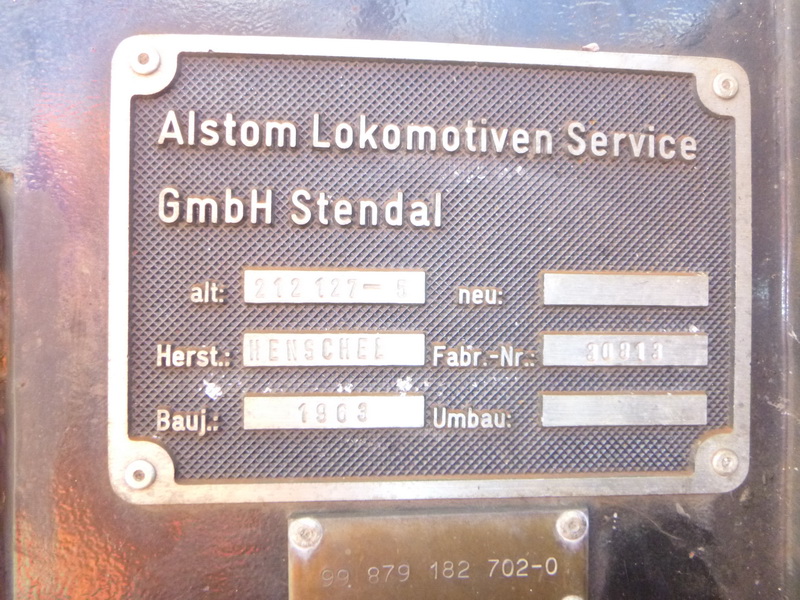 Alstom Lokomotiven Service
GmbH Stendal
alt: 212 127-5 neu:
Herst.: HENSCHEL Fabr.-Nr.: 30813
Bauj.: 1963 Umbau:
99 879 182 702-0